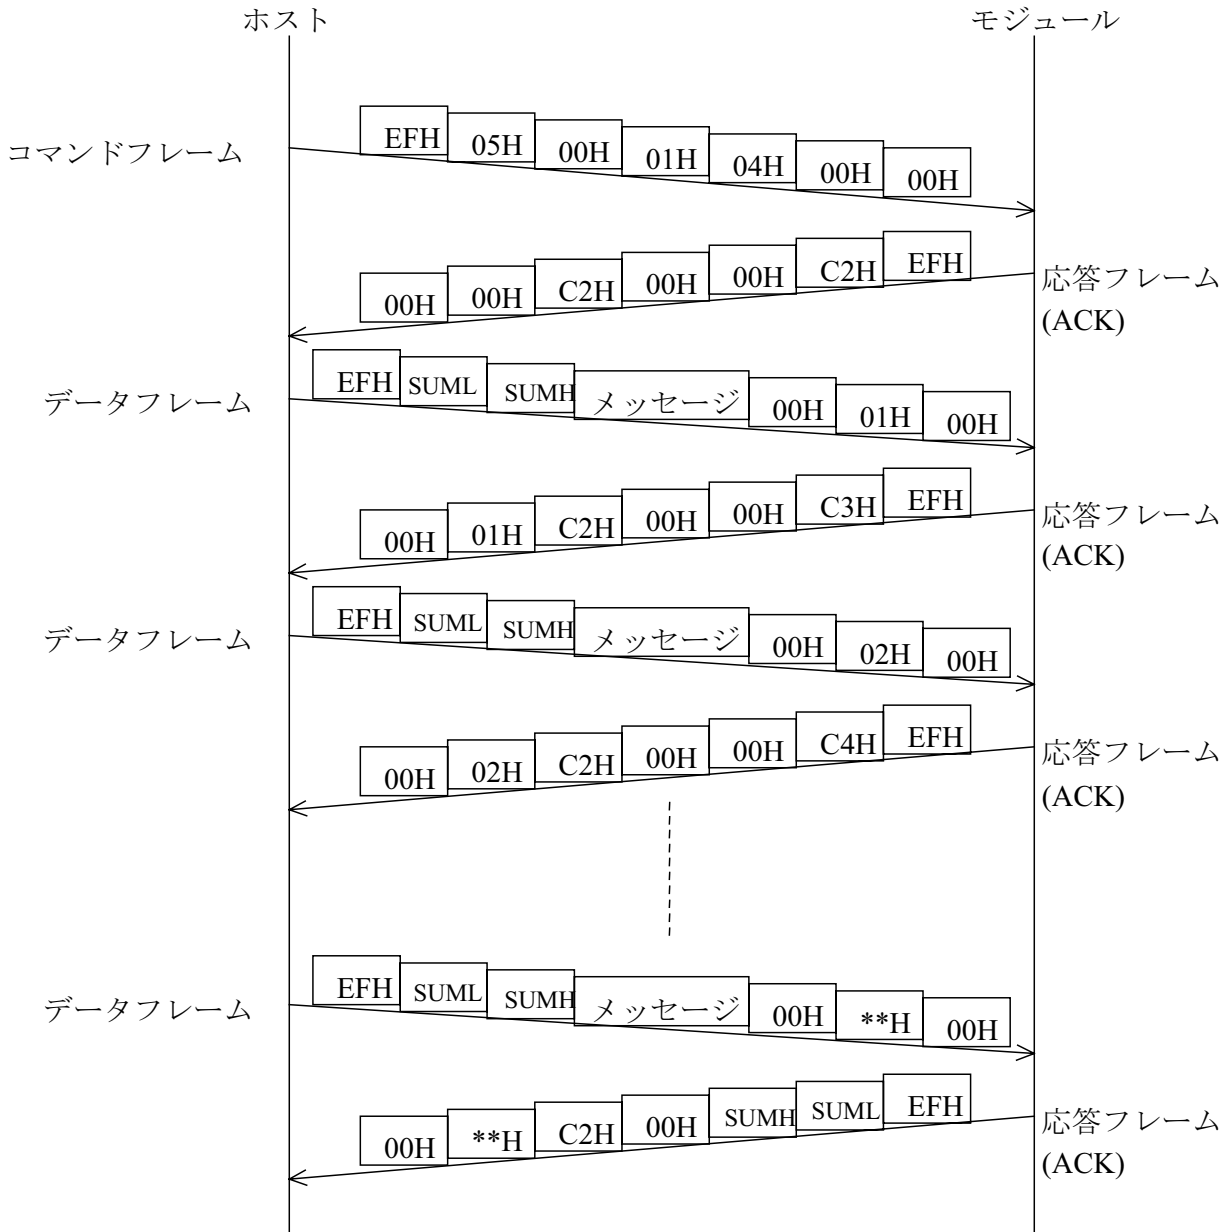 ホスト モジュール
コマンドフレーム EFH 05H 00H 01H 04H 00H 00H
00H 00H C2H 00H 00H C2H EFH 応答フレーム
(ACK)
データフレーム EFH SUML SUMH メッセージ 00H 01H 00H
00H 01H C2H 00H 00H C3H EFH 応答フレーム
(ACK)
データフレーム EFH SUML SUMH メッセージ 00H 02H 00H
00H 02H C2H 00H 00H C4H EFH 応答フレーム
(ACK)
データフレーム EFH SUML SUMH メッセージ 00H **H 00H
00H **H C2H 00H SUMH SUML EFH 応答フレーム
(ACK)